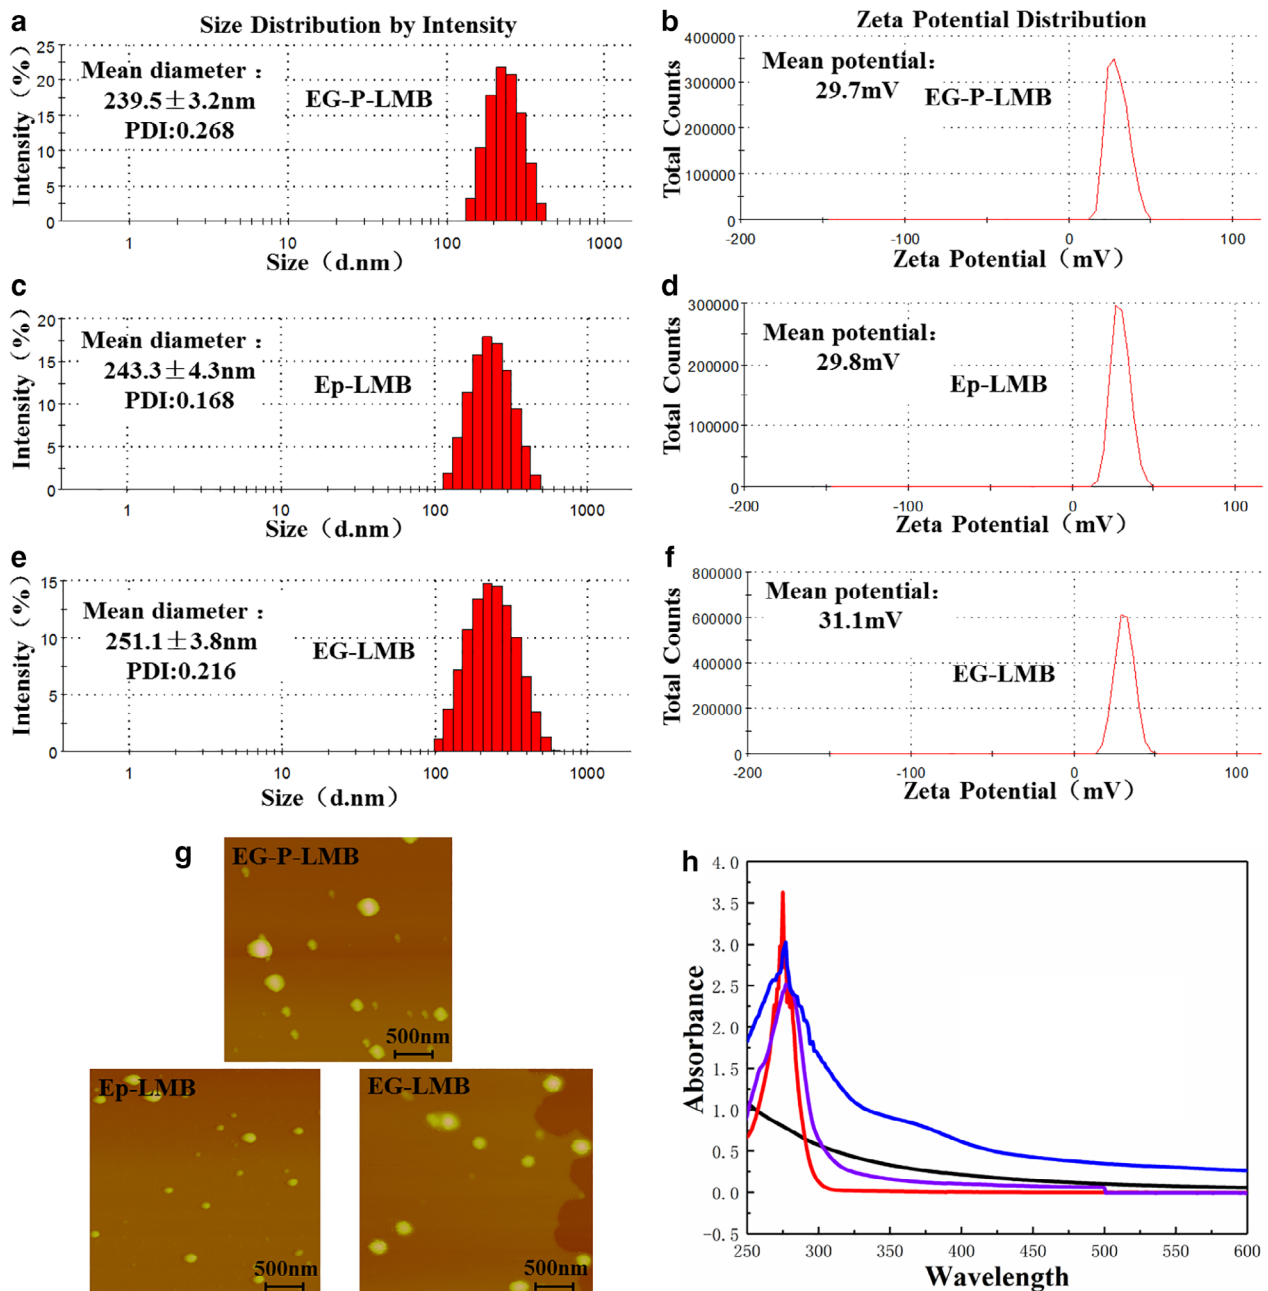 a
Size Distribution by Intensity
Intensity (%)
25
20
15
10
5
0
Mean diameter :
239.5±3.2nm
PDI:0.268
EG-P-LMB
1
10
100
1000
Size (d.nm)
b
Zeta Potential Distribution
Total Counts
400000
300000
200000
100000
0
Mean potential:
29.7mV
EG-P-LMB
-200
-100
0
100
Zeta Potential (mV)
c
Intensity (%)
20
15
10
5
0
Mean diameter :
243.3±4.3nm
PDI:0.168
Ep-LMB
1
10
100
1000
Size (d.nm)
d
Total Counts
300000
200000
100000
0
Mean potential:
29.8mV
Ep-LMB
-200
-100
0
100
Zeta Potential (mV)
e
Intensity (%)
15
10
5
0
Mean diameter :
251.1±3.8nm
PDI:0.216
EG-LMB
1
10
100
1000
Size (d.nm)
f
Total Counts
800000
600000
400000
200000
0
Mean potential:
31.1mV
EG-LMB
-200
-100
0
100
Zeta Potential (mV)
g
EG-P-LMB
500nm
Ep-LMB
500nm
EG-LMB
500nm
h
Absorbance
4.0
3.5
3.0
2.5
2.0
1.5
1.0
0.5
0.0
-0.5
250
300
350
400
450
500
550
600
Wavelength